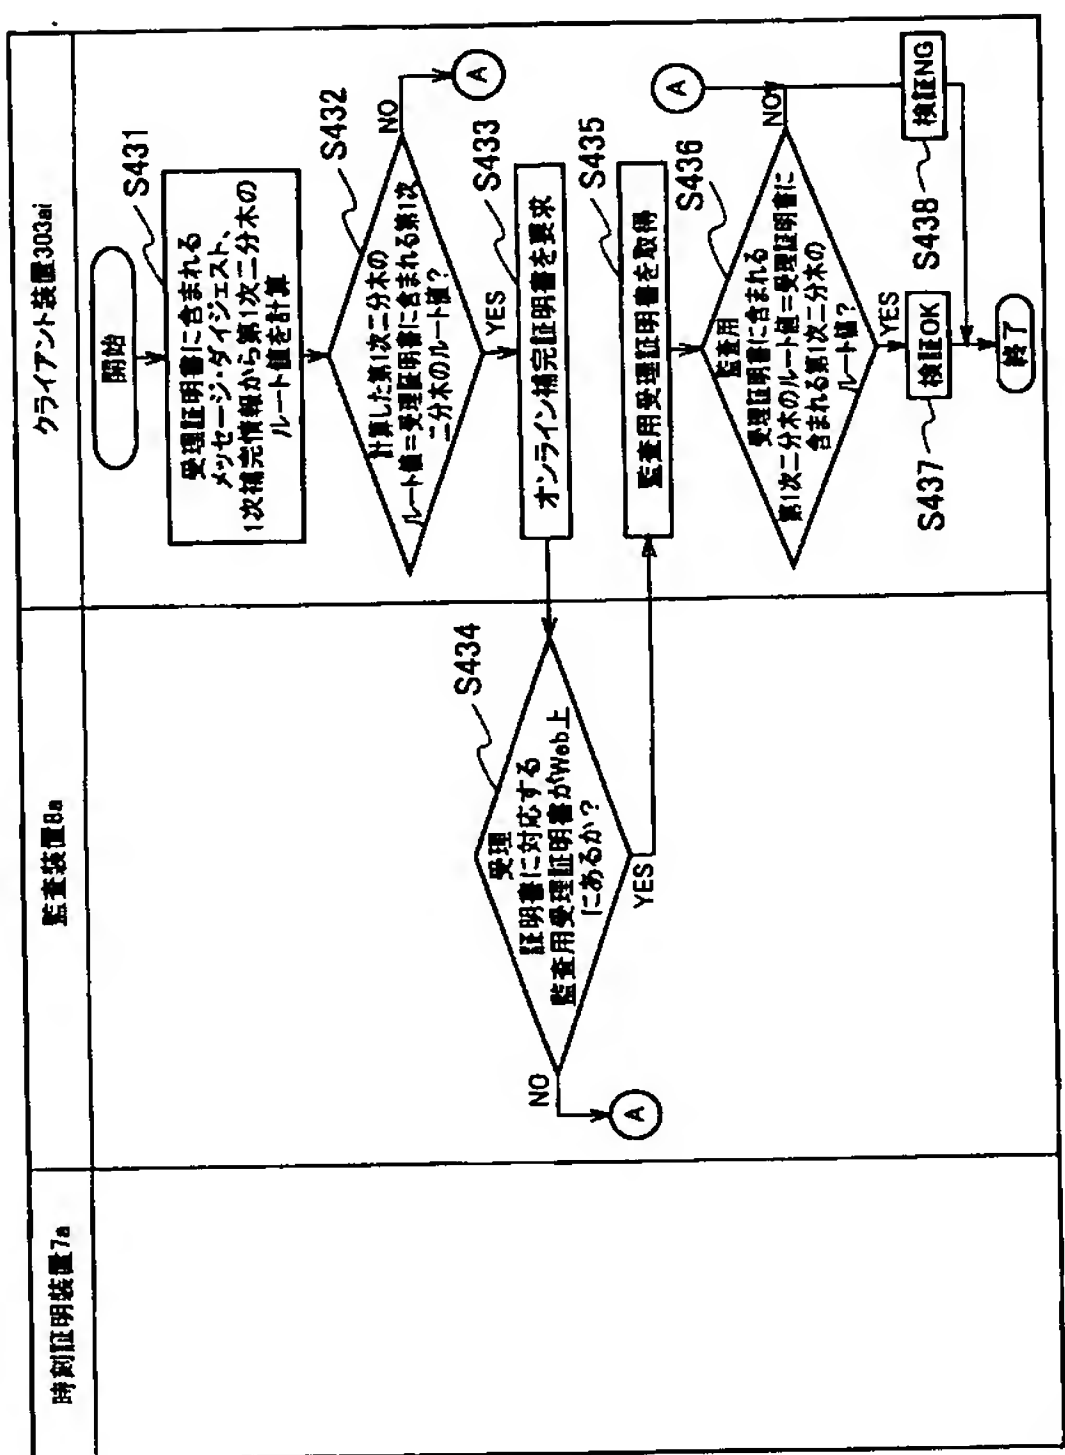 時刻証明装置7a
監査装置8a
クライアント装置303ai
開始
S431
受理証明書に含まれる
メッセージ・ダイジェスト、
1次補完情報から第1次二分木の
ルート値を計算
S432
計算した第1次二分木の
ルート値=受理証明書に含まれる第1次
二分木のルート値?
NO
A
YES
S433
オンライン補完証明書を要求
S434
受理
証明書に対応する
監査用受理証明書がWeb上
にあるか?
NO
A
YES
S435
監査用受理証明書を取得
A
S436
監査用
受理証明書に含まれる
第1次二分木のルート値=受理証明書に
含まれる第1次二分木の
ルート値?
NO
YES
S437
検証OK
S438
検証NG
終了